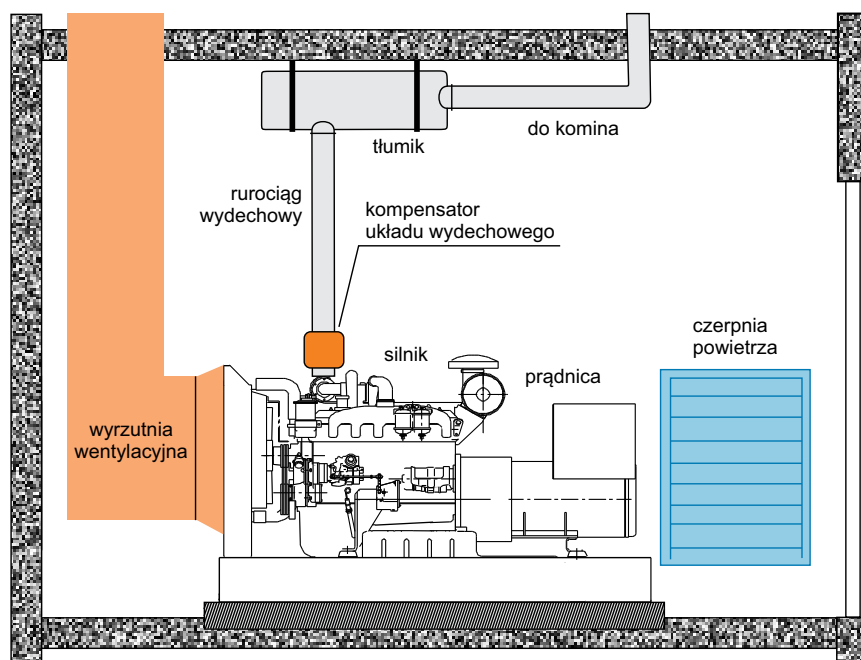 do komina
tłumik
rurociąg
wydechowy
kompensator
układu wydechowego
czerpnia
powietrza
silnik
prądnica
wyrzutnia
wentylacyjna